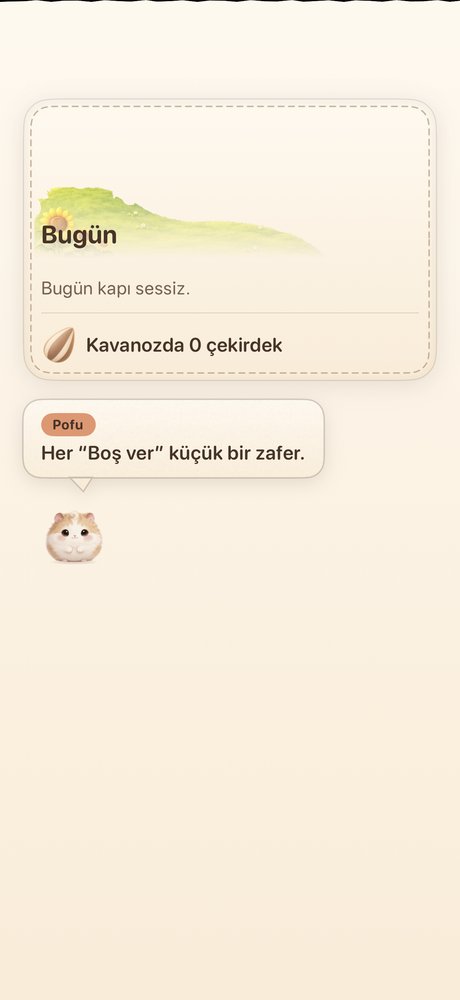 Bugün
Bugün kapı sessiz.
Kavanozda 0 çekirdek
Pofu
Her “Boş ver” küçük bir zafer.